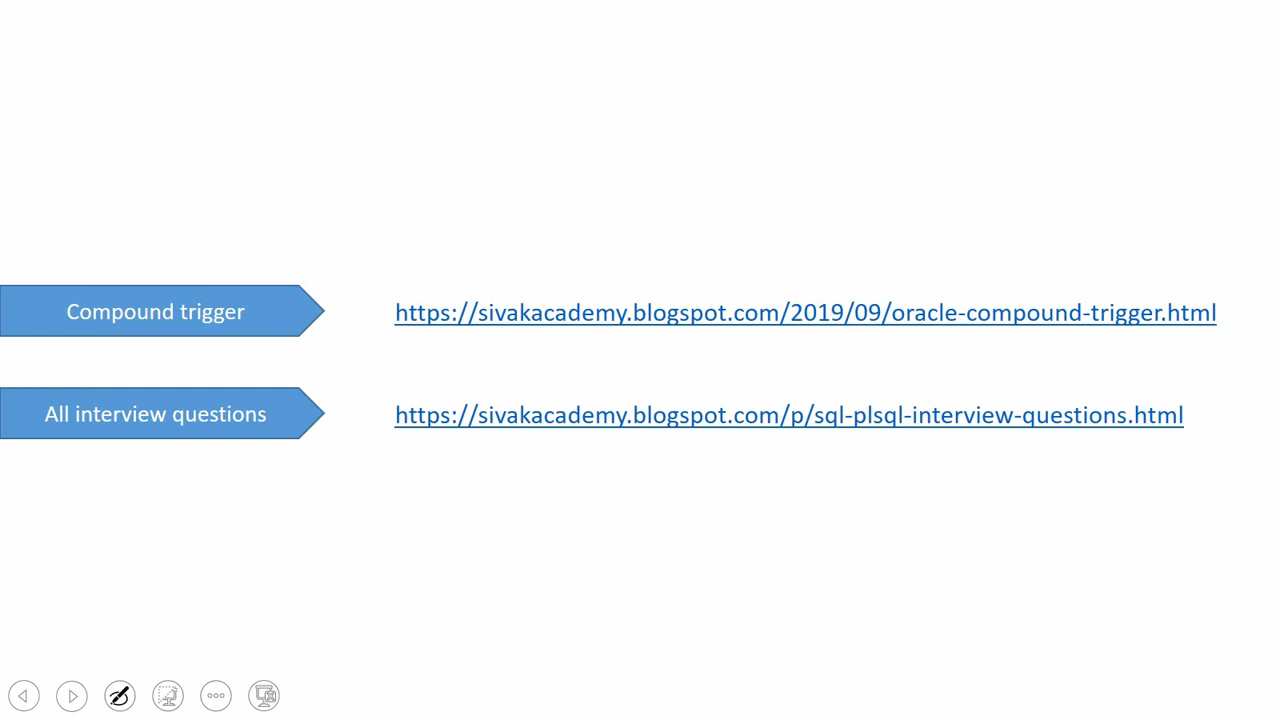 Compound trigger
https://sivakacademy.blogspot.com/2019/09/oracle-compound-trigger.html
All interview questions
https://sivakacademy.blogspot.com/p/sql-plsql-interview-questions.html